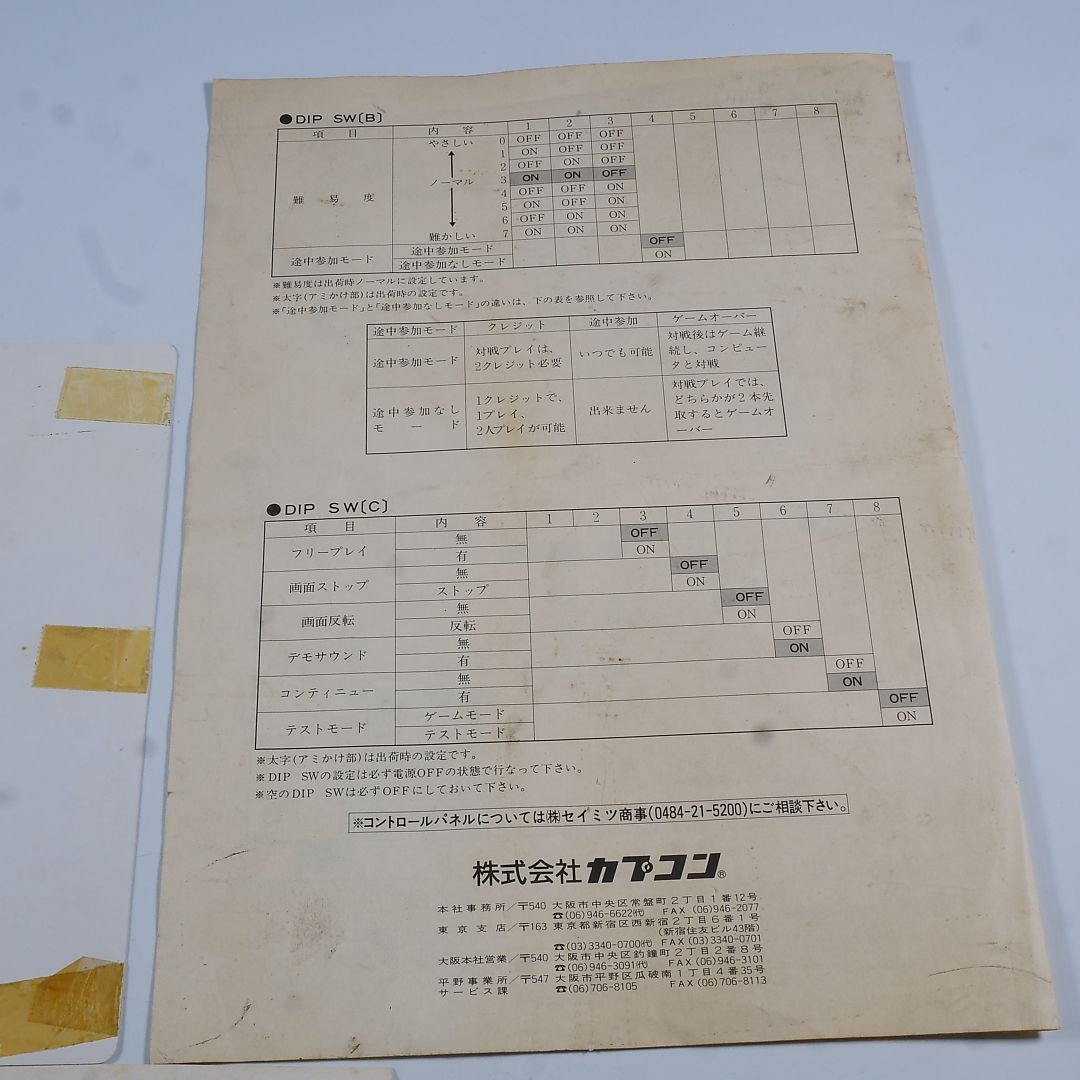 ●DIP SW〔B〕
項 目 内 容 1 2 3 4 5 6 7 8
難 易 度 やさしい 0 OFF OFF OFF
1 ON OFF OFF
2 OFF ON OFF
ノーマル 3 ON ON OFF
4 OFF OFF ON
5 ON OFF ON
6 OFF ON ON
難かしい 7 ON ON ON
途中参加モード 途中参加モード OFF
途中参加なしモード ON
※難易度は出荷時ノーマルに設定しています。
※太字(アミかけ部)は出荷時の設定です。
※「途中参加モード」と「途中参加なしモード」の違いは、下の表を参照して下さい。
途中参加モード クレジット 途中参加 ゲームオーバー
途中参加モード 対戦プレイは、2クレジット必要 いつでも可能 対戦後はゲーム継続し、コンピュータと対戦
途中参加なしモード 1クレジットで、1プレイ、2人プレイが可能 出来ません 対戦プレイでは、どちらかが2本先取するとゲームオーバー
●DIP SW〔C〕
項 目 内 容 1 2 3 4 5 6 7 8
フリープレイ 無 OFF
有 ON
画面ストップ 無 OFF
ストップ ON
画面反転 無 OFF
反転 ON
デモサウンド 無 OFF
有 ON
コンティニュー 無 OFF
有 ON
テストモード ゲームモード OFF
テストモード ON
※太字(アミかけ部)は出荷時の設定です。
※DIP SWの設定は必ず電源OFFの状態で行なって下さい。
※空のDIP SWは必ずOFFにしておいて下さい。
※コントロールパネルについては㈱セイミツ商事(0484-21-5200)にご相談下さい。
株式会社カプコン®
本社事務所/〒540 大阪市中央区常盤町2丁目1番12号
☎(06)946-6622㈹ FAX (06)946-2077
東京支店/〒163 東京都新宿区西新宿2丁目6番1号
(新宿住友ビル43階)
☎(03)3340-0700㈹ FAX (03)3340-0701
大阪本社営業/〒540 大阪市中央区釣鐘町2丁目2番8号
☎(06)946-3091㈹ FAX (06)946-3101
平野事業所/〒547 大阪市平野区瓜破南1丁目4番35号
サービス課 ☎(06)706-8105 FAX (06)706-8113